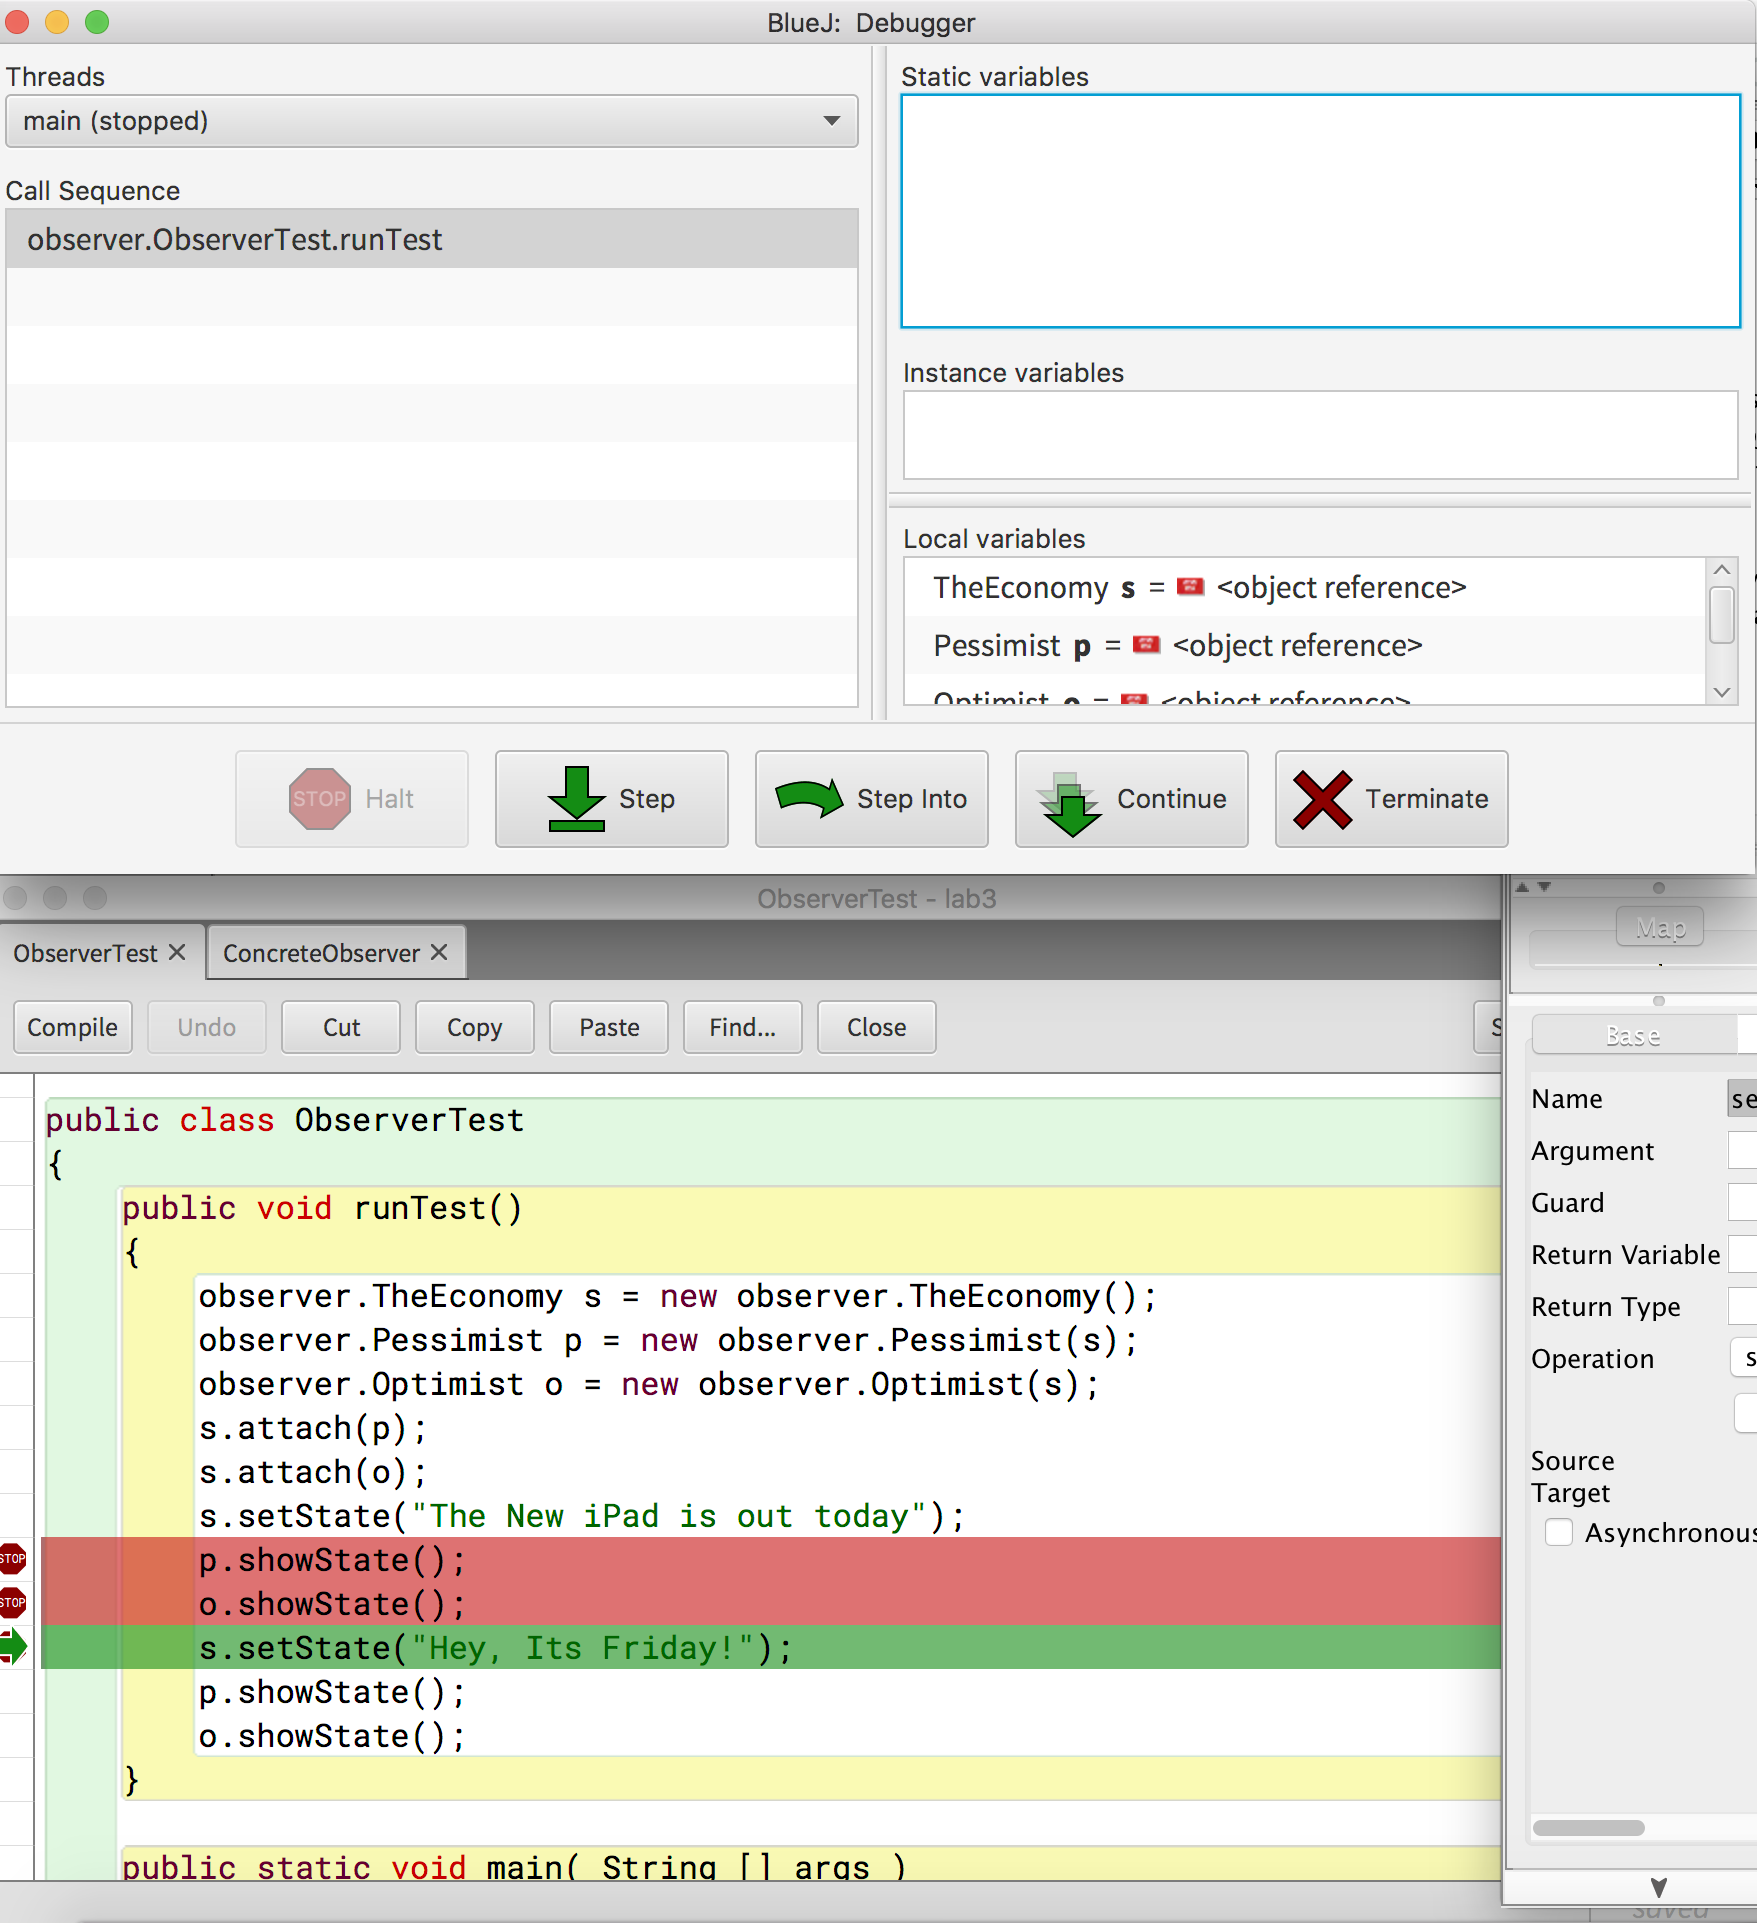 BlueJ: Debugger
Threads
main (stopped)
Call Sequence
observer.ObserverTest.runTest
Static variables
Instance variables
Local variables
TheEconomy s = <object reference>
Pessimist p = <object reference>
Optimist o = <object reference>
STOP Halt
Step
Step Into
Continue
Terminate
ObserverTest - lab3
ObserverTest
ConcreteObserver
Compile
Undo
Cut
Copy
Paste
Find...
Close
S
public class ObserverTest
{
public void runTest()
{
observer.TheEconomy s = new observer.TheEconomy();
observer.Pessimist p = new observer.Pessimist(s);
observer.Optimist o = new observer.Optimist(s);
s.attach(p);
s.attach(o);
s.setState("The New iPad is out today");
STOP p.showState();
STOP o.showState();
s.setState("Hey, Its Friday!");
p.showState();
o.showState();
}
public static void main( String [] args )
Map
Base
Name se
Argument
Guard
Return Variable
Return Type
Operation s
Source
Target
Asynchronous
saved